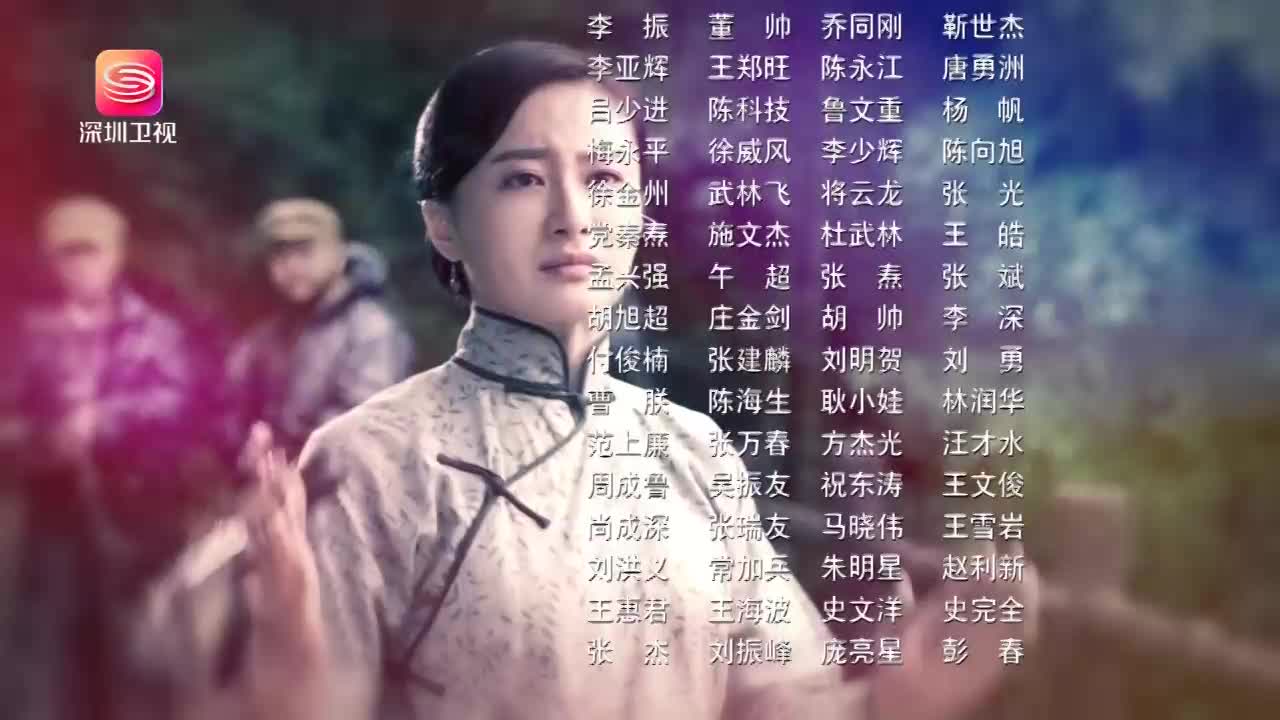 李 振 董 帅 乔同刚 靳世杰
李亚辉 王郑旺 陈永江 唐勇洲
吕少进 陈科技 鲁文重 杨 帆
梅永平 徐威风 李少辉 陈向旭
徐金州 武林飞 将云龙 张 光
党秦焘 施文杰 杜武林 王 皓
孟兴强 午 超 张 焘 张 斌
胡旭超 庄金剑 胡 帅 李 深
付俊楠 张建麟 刘明贺 刘 勇
曹 朕 陈海生 耿小娃 林润华
范上廉 张万春 方杰光 汪才水
周成鲁 吴振友 祝东涛 王文俊
尚成深 张瑞友 马晓伟 王雪岩
刘洪义 常加兵 朱明星 赵利新
王惠君 王海波 史文洋 史完全
张 杰 刘振峰 庞亮星 彭 春
深圳卫视